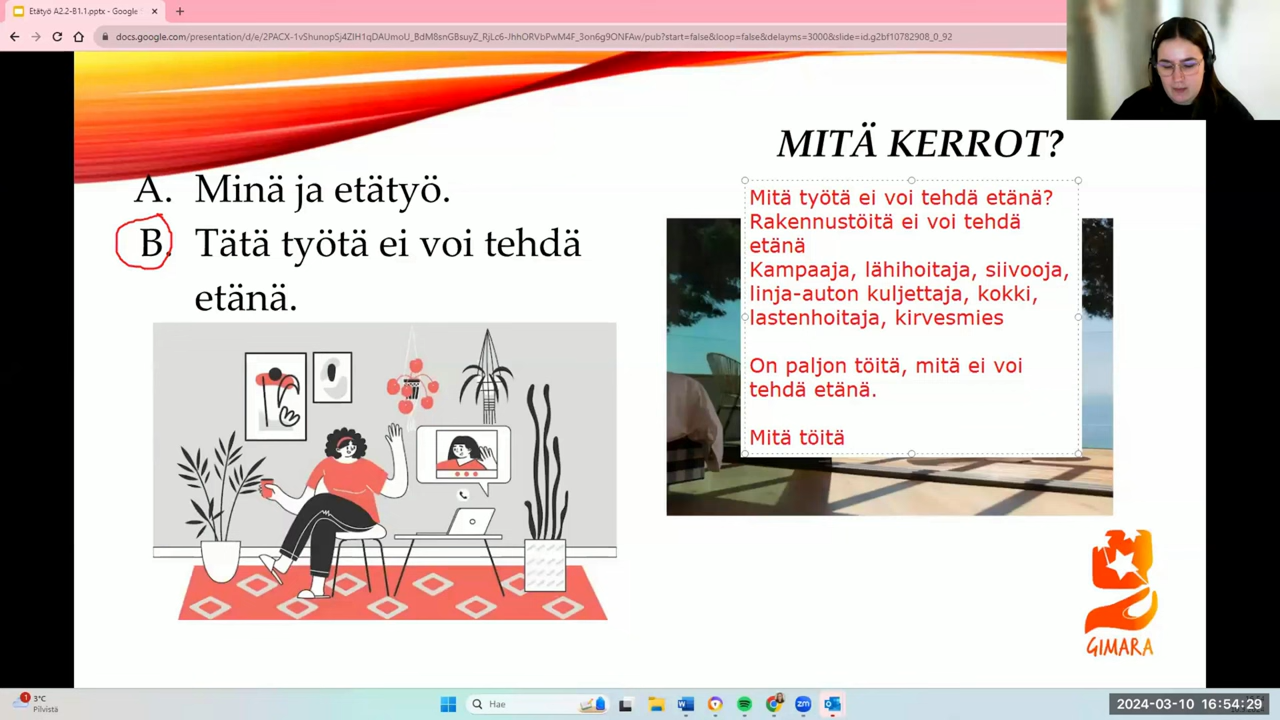 Etätyö A2.2-B1.1.pptx - Google
docs.google.com/presentation/d/e/2PACX-1vShunopSj4ZIH1qDAUmoU_BdM8snGBsuyZ_RjLc6-JhhORVbPwM4F_3on6g9ONFAw/pub?start=false&loop=false&delayms=3000&slide=id.g2bf10782908_0_92
MITÄ KERROT?
A. Minä ja etätyö.
B. Tätä työtä ei voi tehdä
etänä.
Mitä työtä ei voi tehdä etänä?
Rakennustöitä ei voi tehdä
etänä
Kampaaja, lähihoitaja, siivooja,
linja-auton kuljettaja, kokki,
lastenhoitaja, kirvesmies
On paljon töitä, mitä ei voi
tehdä etänä.
Mitä töitä
GIMARA
1
3°C
Pilvistä
Hae
2024-03-10 16:54:29